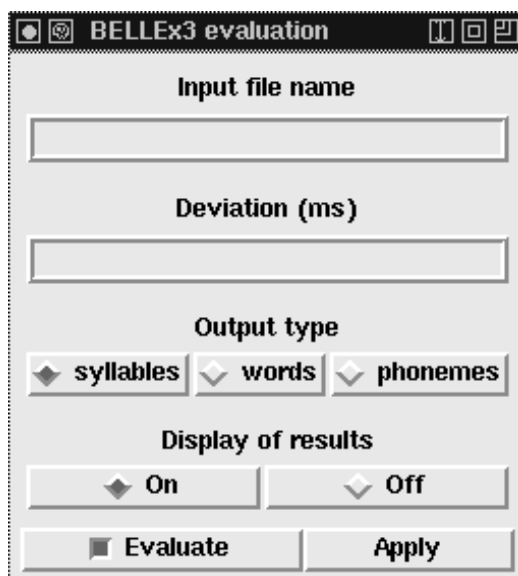 BELLEx3 evaluation
Input file name
Deviation (ms)
Output type
syllables words phonemes
Display of results
On Off
Evaluate Apply